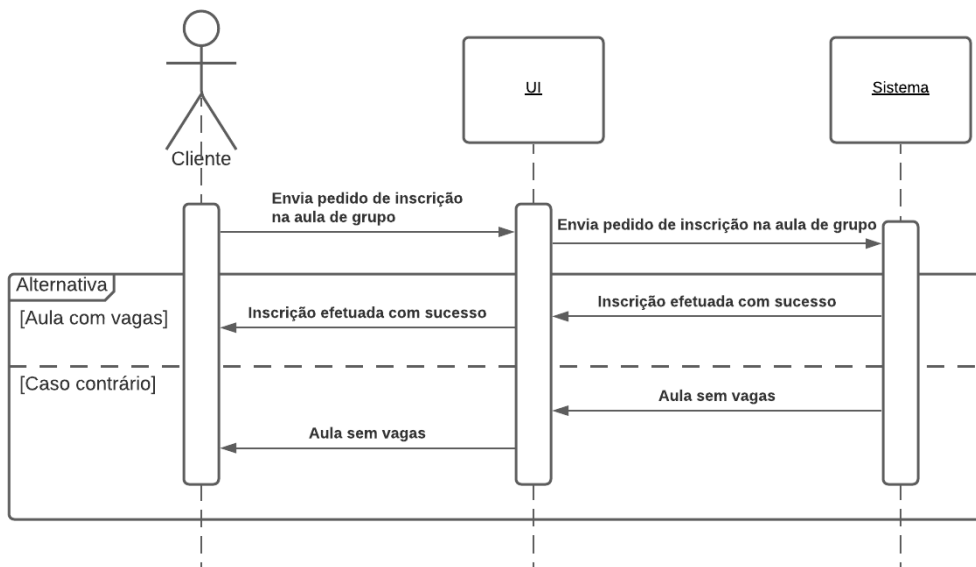 UI
Sistema
Cliente
Envia pedido de inscrição
na aula de grupo
Envia pedido de inscrição na aula de grupo
Alternativa
[Aula com vagas]
Inscrição efetuada com sucesso
Inscrição efetuada com sucesso
[Caso contrário]
Aula sem vagas
Aula sem vagas